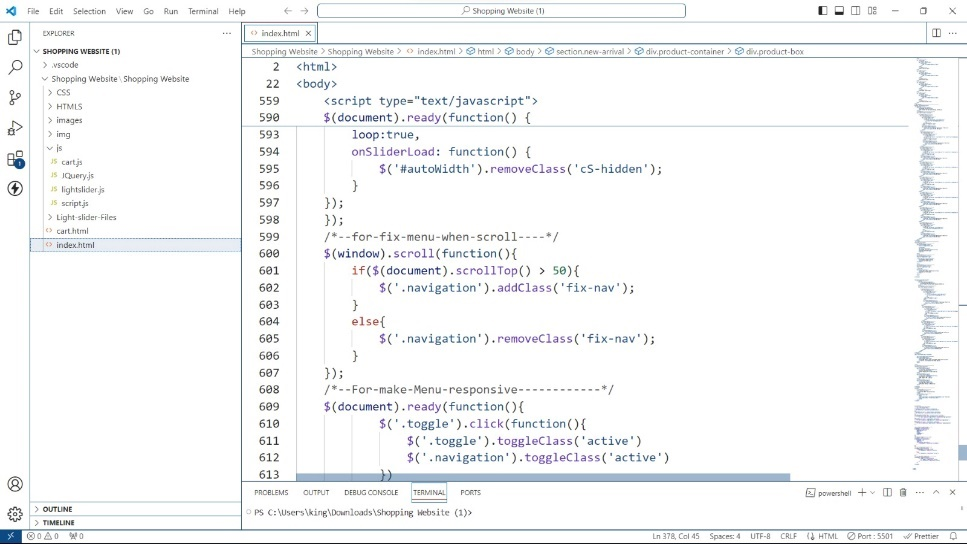 File Edit Selection View Go Run Terminal Help
Shopping Website (1)
EXPLORER
SHOPPING WEBSITE (1)
.vscode
Shopping Website \ Shopping Website
CSS
HTMLS
images
img
js
JS cart.js
JS JQuery.js
JS lightslider.js
JS script.js
Light-slider-Files
cart.html
index.html
OUTLINE
TIMELINE
index.html
Shopping Website > Shopping Website > index.html > html > body > section.new-arrival > div.product-container > div.product-box
2 <html>
22 <body>
559 <script type="text/javascript">
590 $(document).ready(function() {
593 loop:true,
594 onSliderLoad: function() {
595 $('#autoWidth').removeClass('cS-hidden');
596 }
597 });
598 });
599 /*--for-fix-menu-when-scroll----*/
600 $(window).scroll(function(){
601 if($(document).scrollTop() > 50){
602 $('.navigation').addClass('fix-nav');
603 }
604 else{
605 $('.navigation').removeClass('fix-nav');
606 }
607 });
608 /*--For-make-Menu-responsive------------*/
609 $(document).ready(function(){
610 $('.toggle').click(function(){
611 $('.toggle').toggleClass('active')
612 $('.navigation').toggleClass('active')
613 })
PROBLEMS OUTPUT DEBUG CONSOLE TERMINAL PORTS
powershell
PS C:\Users\king\Downloads\Shopping Website (1)>
0 0 0 Ln 378, Col 45 Spaces: 4 UTF-8 CRLF HTML Port : 5501 Prettier